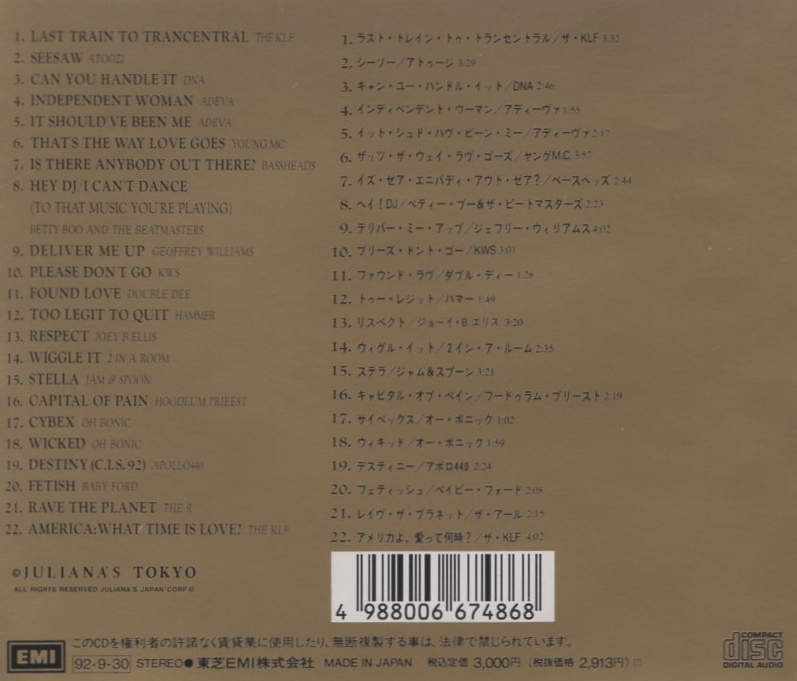 1. LAST TRAIN TO TRANCENTRAL THE KLF
2. SEESAW ATOOZI
3. CAN YOU HANDLE IT DNA
4. INDEPENDENT WOMAN ADEVA
5. IT SHOULD'VE BEEN ME ADEVA
6. THAT'S THE WAY LOVE GOES YOUNG MC
7. IS THERE ANYBODY OUT THERE? BASSHEADS
8. HEY DJ/I CAN'T DANCE
(TO THAT MUSIC YOU'RE PLAYING)
BETTY BOO AND THE BEATMASTERS
9. DELIVER ME UP GEOFFREY WILLIAMS
10. PLEASE DON'T GO KWS
11. FOUND LOVE DOUBLE DEE
12. TOO LEGIT TO QUIT HAMMER
13. RESPECT JOEY B.ELLIS
14. WIGGLE IT 2 IN A ROOM
15. STELLA JAM & SPOON
16. CAPITAL OF PAIN HOODLUM PRIEEST
17. CYBEX OH BONIC
18. WICKED OH BONIC
19. DESTINY (C.I.S.'92) APOLLO440
20. FETISH BABY FORD
21. RAVE THE PLANET THE R
22. AMERICA:WHAT TIME IS LOVE? THE KLF
©JULIANA'S TOKYO
ALL RIGHTS RESERVED JULIANA'S JAPAN CORP.©
1. ラスト・トレイン・トゥ・トランセントラル/ザ・KLF 3:32
2. シーソー/アトゥージ 3:29
3. キャン・ユー・ハンドル・イット/DNA 2:46
4. インディペンデント・ウーマン/アディーヴァ 1:55
5. イット・シュド・ハヴ・ビーン・ミー/アディーヴァ 2:17
6. ザッツ・ザ・ウェイ・ラヴ・ゴーズ/ヤングM.C. 3:57
7. イズ・ゼア・エニバディ・アウト・ゼア?/ベースヘッズ 2:44
8. ヘイ!DJ/ベティー・ブー&ザ・ビートマスターズ 2:23
9. デリバー・ミー・アップ/ジェフリー・ウィリアムス 4:02
10. プリーズ・ドント・ゴー/KWS 3:01
11. ファウンド・ラヴ/ダブル・ディー 1:26
12. トゥー・レジット/ハマー 1:49
13. リスペクト/ジョーイ・B.エリス 3:20
14. ウィグル・イット/2イン・ア・ルーム 2:35
15. ステラ/ジャム&スプーン 3:21
16. キャピタル・オブ・ペイン/フードゥラム・プリースト 2:19
17. サイベックス/オー・ボニック 1:02
18. ウィキッド/オー・ボニック 1:59
19. デスティニー/アポロ440 2:24
20. フェティッシュ/ベイビー・フォード 2:08
21. レイヴ・ザ・プラネット/ザ・アール 2:15
22. アメリカよ、愛って何時?/ザ・KLF 4:02
4 988006 674868
EMI
このCDを権利者の許諾なく賃貸業に使用したり、無断複製する事は、法律で禁じられています。
92・9・30 STEREO●東芝EMI株式会社 MADE IN JAPAN 税込定価 3,000円 (税抜価格 2,913円)
COMPACT
disc
DIGITAL AUDIO